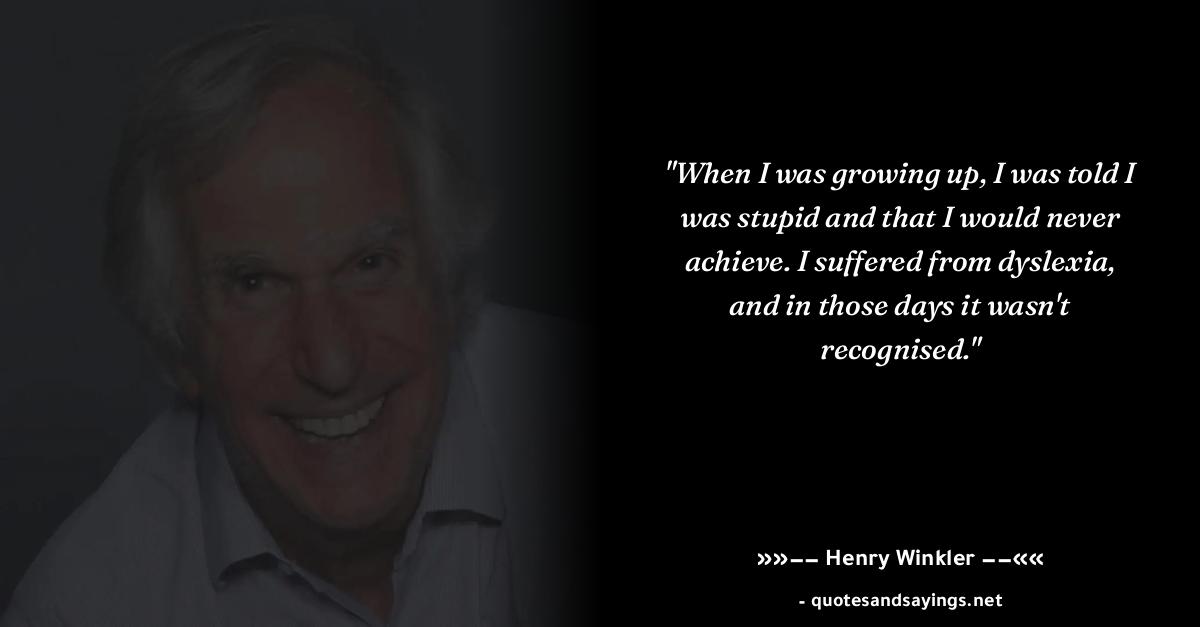 "When I was growing up, I was told I
was stupid and that I would never
achieve. I suffered from dyslexia,
and in those days it wasn't
recognised."
»»−− Henry Winkler −−««
- quotesandsayings.net